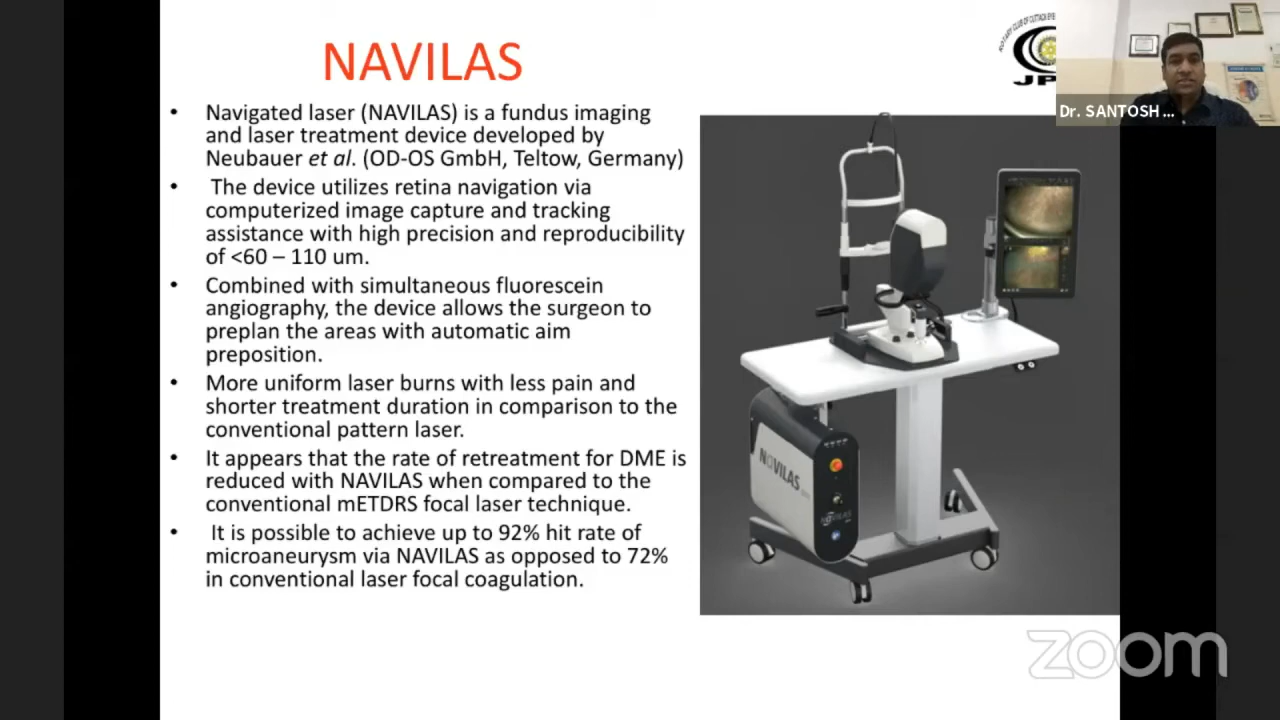 NAVILAS
• Navigated laser (NAVILAS) is a fundus imaging
and laser treatment device developed by
Neubauer et al. (OD-OS GmbH, Teltow, Germany)
• The device utilizes retina navigation via
computerized image capture and tracking
assistance with high precision and reproducibility
of <60 – 110 um.
• Combined with simultaneous fluorescein
angiography, the device allows the surgeon to
preplan the areas with automatic aim
preposition.
• More uniform laser burns with less pain and
shorter treatment duration in comparison to the
conventional pattern laser.
• It appears that the rate of retreatment for DME is
reduced with NAVILAS when compared to the
conventional mETDRS focal laser technique.
• It is possible to achieve up to 92% hit rate of
microaneurysm via NAVILAS as opposed to 72%
in conventional laser focal coagulation.
ROTARY CLUB OF CUTTACK
JP
Dr. SANTOSH ...
NAVILAS
NAVILAS
zoom